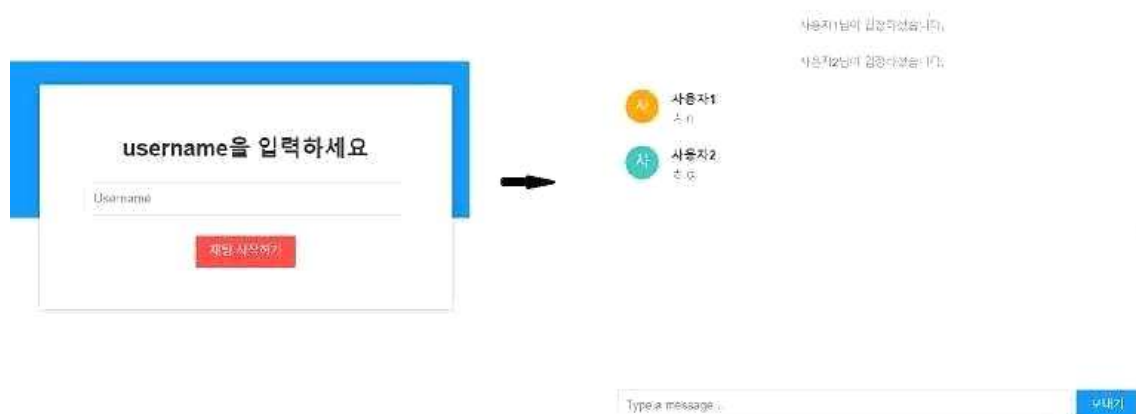 username을 입력하세요
Username
채팅 시작하기
사용자1님이 입장하셨습니다.
사용자2님이 입장하셨습니다.
사
사용자1
사
사용자2
Type a message...
보내기